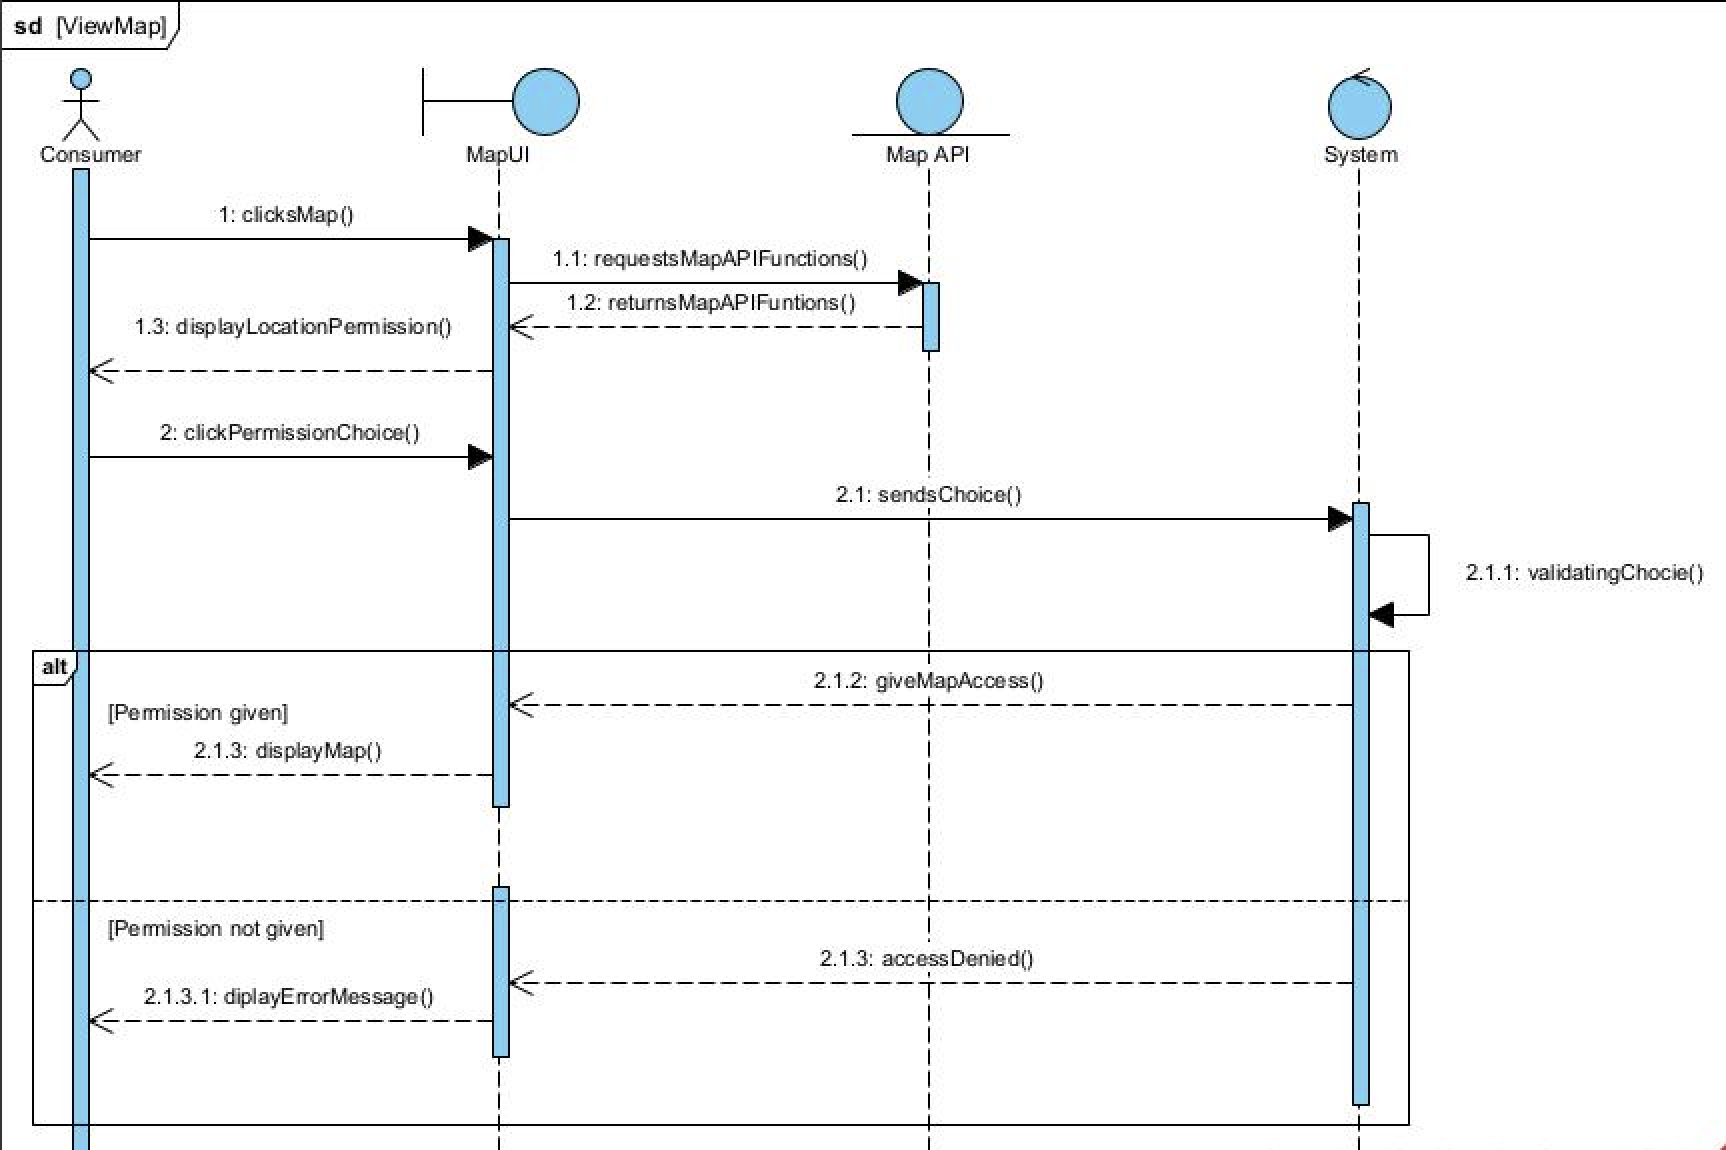 sd [ViewMap]
Consumer
MapUI
Map API
System
1: clicksMap()
1.1: requestsMapAPIFunctions()
1.2: returnsMapAPIFuntions()
1.3: displayLocationPermission()
2: clickPermissionChoice()
2.1: sendsChoice()
2.1.1: validatingChocie()
alt
2.1.2: giveMapAccess()
[Permission given]
2.1.3: displayMap()
[Permission not given]
2.1.3: accessDenied()
2.1.3.1: diplayErrorMessage()